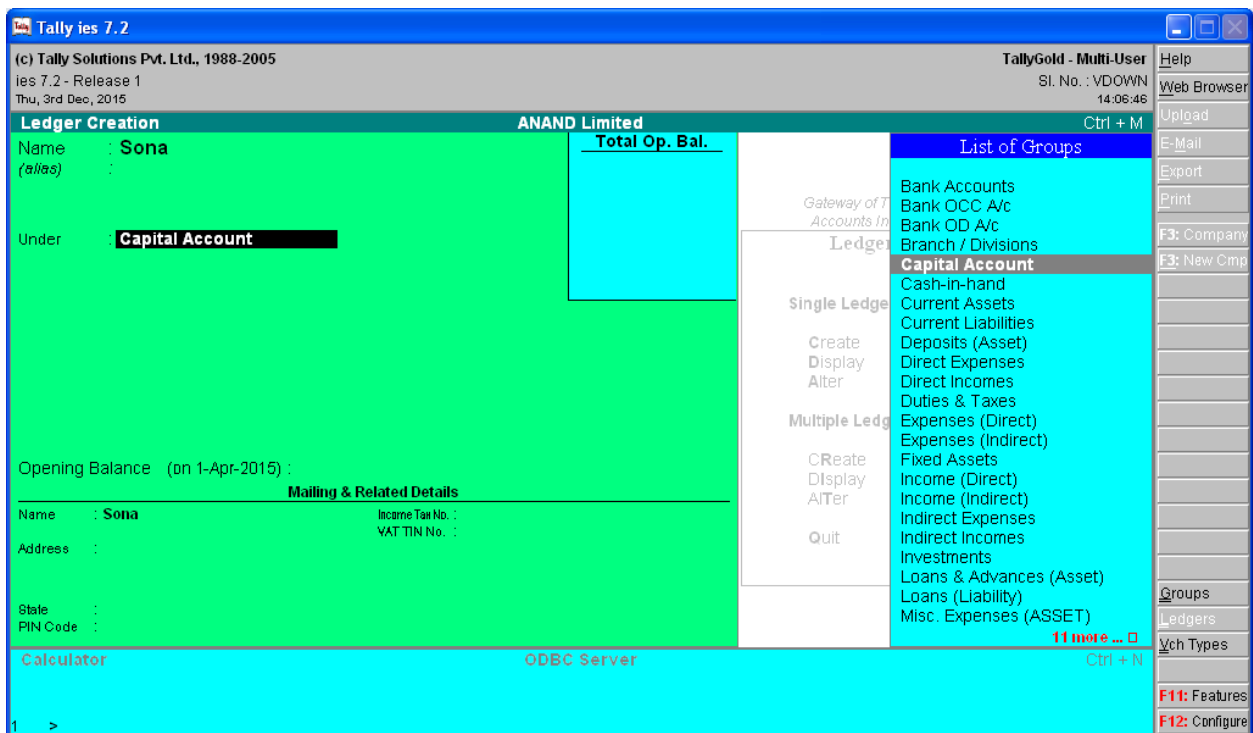 Tally ies 7.2
(c) Tally Solutions Pvt. Ltd., 1988-2005
TallyGold - Multi-User
ies 7.2 - Release 1
Sl. No. : VDOWN
Thu, 3rd Dec, 2015
14:06:46
Ledger Creation ANAND Limited Ctrl + M
Name : Sona
(alias) :
Under : Capital Account
Total Op. Bal.
Opening Balance (on 1-Apr-2015) :
Mailing & Related Details
Name : Sona
Income Tax No. :
VAT TIN No. :
Address :
State :
PIN Code :
Gateway of T
Accounts In
Ledger
Single Ledge
Create
Display
Alter
Multiple Ledg
CReate
DIsplay
AlTer
Quit
List of Groups
Bank Accounts
Bank OCC A/c
Bank OD A/c
Branch / Divisions
Capital Account
Cash-in-hand
Current Assets
Current Liabilities
Deposits (Asset)
Direct Expenses
Direct Incomes
Duties & Taxes
Expenses (Direct)
Expenses (Indirect)
Fixed Assets
Income (Direct)
Income (Indirect)
Indirect Expenses
Indirect Incomes
Investments
Loans & Advances (Asset)
Loans (Liability)
Misc. Expenses (ASSET)
11 more ...
Calculator ODBC Server Ctrl + N
1 >
Help
Web Browser
Upload
E-Mail
Export
Print
F3: Company
F3: New Cmp
Groups
Ledgers
Vch Types
F11: Features
F12: Configure